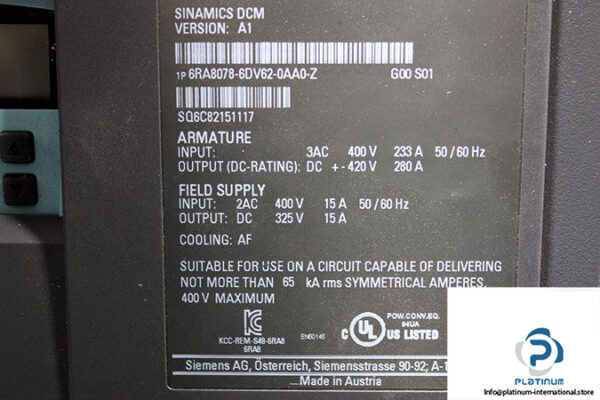 SINAMICS DCM
VERSION: A1
1P 6RA8078-6DV62-0AA0-Z G00 S01
SQ6C82151117
ARMATURE
INPUT: 3AC 400 V 233 A 50/60 Hz
OUTPUT (DC-RATING): DC +-420 V 280 A
FIELD SUPPLY
INPUT: 2AC 400 V 15 A 50/60 Hz
OUTPUT: DC 325 V 15 A
COOLING: AF
SUITABLE FOR USE ON A CIRCUIT CAPABLE OF DELIVERING
NOT MORE THAN 65 kA rms SYMMETRICAL AMPERES,
400 V MAXIMUM
KCC-REM-S49-6RA8
6RA8
EN60146
POW.CONV.EQ.
94UA
C UL US LISTED
Siemens AG, Österreich, Siemensstrasse 90-92; A-1
Made in Austria
PLATINUM
Info@platinum-international.store